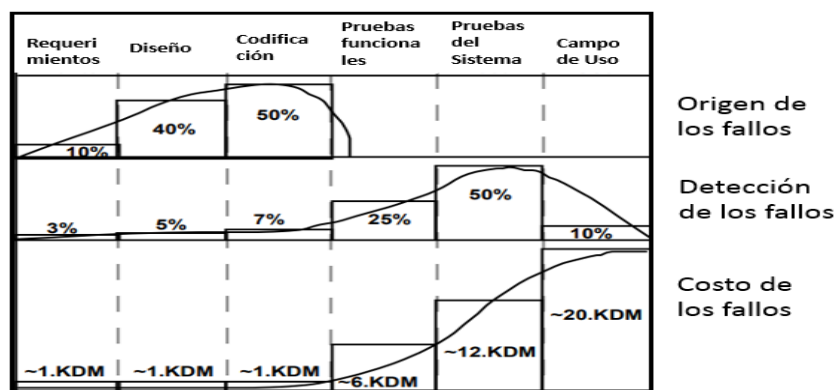 Requeri
mientos
Diseño
Codifica
ción
Pruebas
funciona
les
Pruebas
del
Sistema
Campo
de Uso
10%
40%
50%
Origen de
los fallos
3%
5%
7%
25%
50%
10%
Detección
de los fallos
~1.KDM
~1.KDM
~1.KDM
~6.KDM
~12.KDM
~20.KDM
Costo de
los fallos